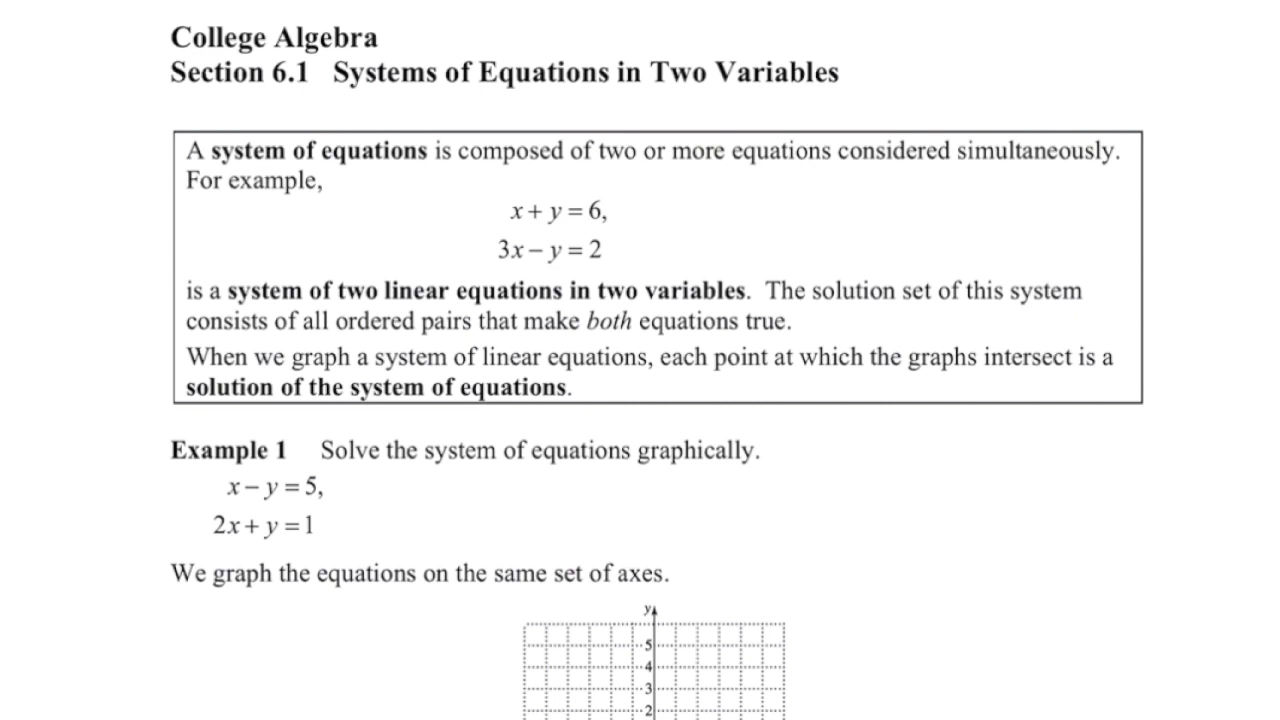 College Algebra
Section 6.1 Systems of Equations in Two Variables
A system of equations is composed of two or more equations considered simultaneously.
For example,
x + y = 6,
3x − y = 2
is a system of two linear equations in two variables. The solution set of this system
consists of all ordered pairs that make both equations true.
When we graph a system of linear equations, each point at which the graphs intersect is a
solution of the system of equations.
Example 1 Solve the system of equations graphically.
x − y = 5,
2x + y = 1
We graph the equations on the same set of axes.
y
5
4
3
2